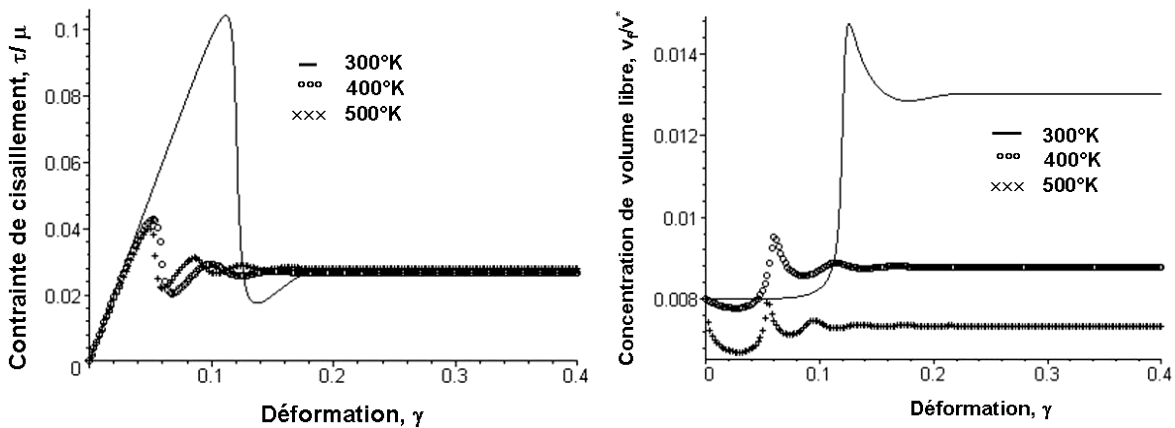 Contrainte de cisaillement, τ/ μ
0.1
0.08
0.06
0.04
0.02
0
0.1
0.2
0.3
0.4
300°K
400°K
500°K
Déformation, γ
Concentration de volume libre, vf/v*
0.014
0.012
0.01
0.008
0
0.1
0.2
0.3
0.4
300°K
400°K
500°K
Déformation, γ